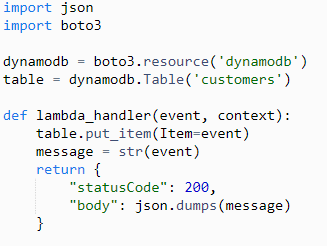 import json
import boto3

dynamodb = boto3.resource('dynamodb')
table = dynamodb.Table('customers')

def lambda_handler(event, context):
    table.put_item(Item=event)
    message = str(event)
    return {
        "statusCode": 200,
        "body": json.dumps(message)
    }